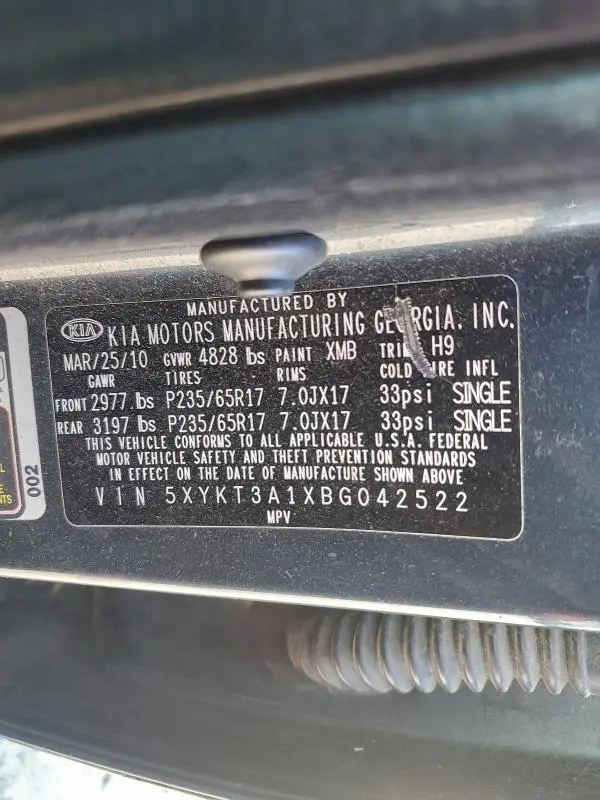 MANUFACTURED BY
KIA KIA MOTORS MANUFACTURING GEORGIA. INC.
MAR/25/10 GVWR 4828 lbs PAINT XMB TRIM H9
GAWR TIRES RIMS COLD TIRE INFL
FRONT 2977 lbs P235/65R17 7.0JX17 33psi SINGLE
REAR 3197 lbs P235/65R17 7.0JX17 33psi SINGLE
THIS VEHICLE CONFORMS TO ALL APPLICABLE U.S.A. FEDERAL
MOTOR VEHICLE SAFETY AND THEFT PREVENTION STANDARDS
IN EFFECT ON THE DATE OF MANUFACTURE SHOWN ABOVE
VIN 5XYKT3A1XBG042522
MPV
002